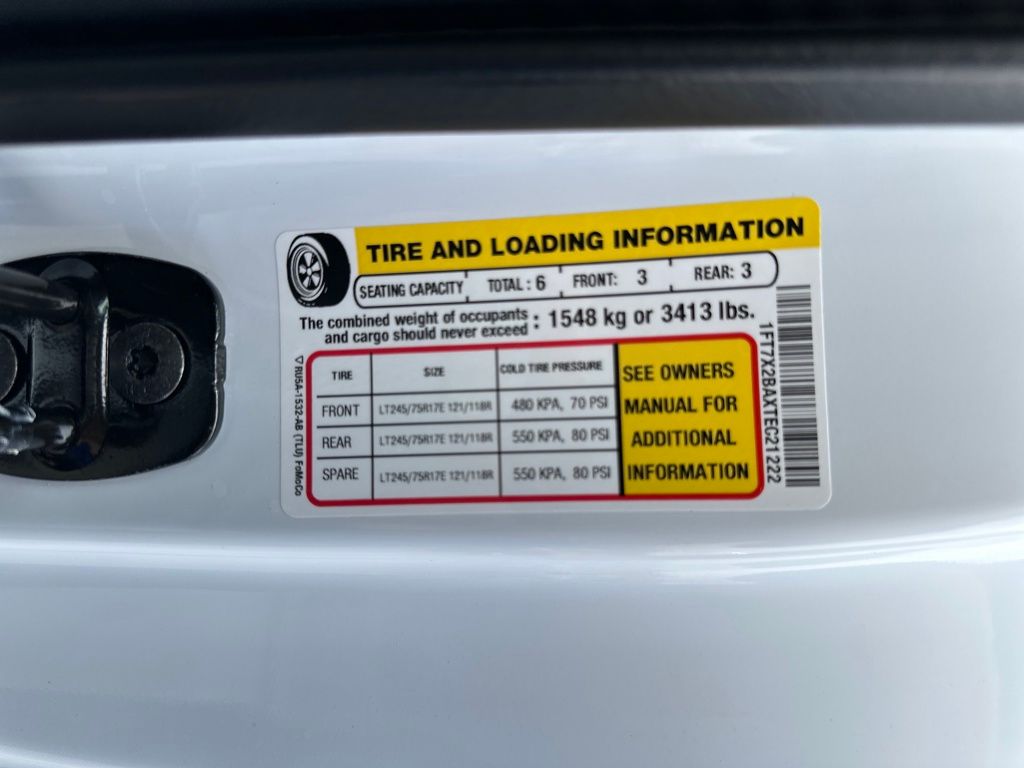 TIRE AND LOADING INFORMATION
SEATING CAPACITY TOTAL : 6 FRONT: 3 REAR: 3
The combined weight of occupants and cargo should never exceed : 1548 kg or 3413 lbs.
TIRE SIZE COLD TIRE PRESSURE
FRONT LT245/75R17E 121/118R 480 KPA, 70 PSI
REAR LT245/75R17E 121/118R 550 KPA, 80 PSI
SPARE LT245/75R17E 121/118R 550 KPA, 80 PSI
SEE OWNERS
MANUAL FOR
ADDITIONAL
INFORMATION
1FT7X2BAXTEC21222
RU5A-1532-AB (TLU) FoMoCo